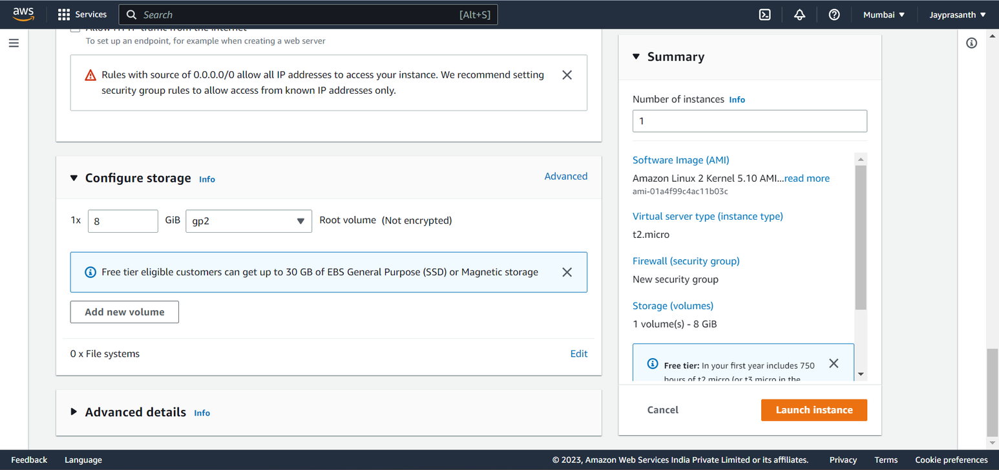 aws
Services
Search
[Alt+S]
Mumbai
Jayprasanth
Allow HTTP traffic from the internet
To set up an endpoint, for example when creating a web server
Rules with source of 0.0.0.0/0 allow all IP addresses to access your instance. We recommend setting
security group rules to allow access from known IP addresses only.
Configure storage Info
Advanced
1x 8 GiB gp2 Root volume (Not encrypted)
Free tier eligible customers can get up to 30 GB of EBS General Purpose (SSD) or Magnetic storage
Add new volume
0 x File systems
Edit
Advanced details Info
Summary
Number of instances Info
1
Software Image (AMI)
Amazon Linux 2 Kernel 5.10 AMI...read more
ami-01a4f99c4ac11b03c
Virtual server type (instance type)
t2.micro
Firewall (security group)
New security group
Storage (volumes)
1 volume(s) - 8 GiB
Free tier: In your first year includes 750
hours of t2.micro (or t3.micro in the
Cancel
Launch instance
Feedback
Language
© 2023, Amazon Web Services India Private Limited or its affiliates.
Privacy
Terms
Cookie preferences